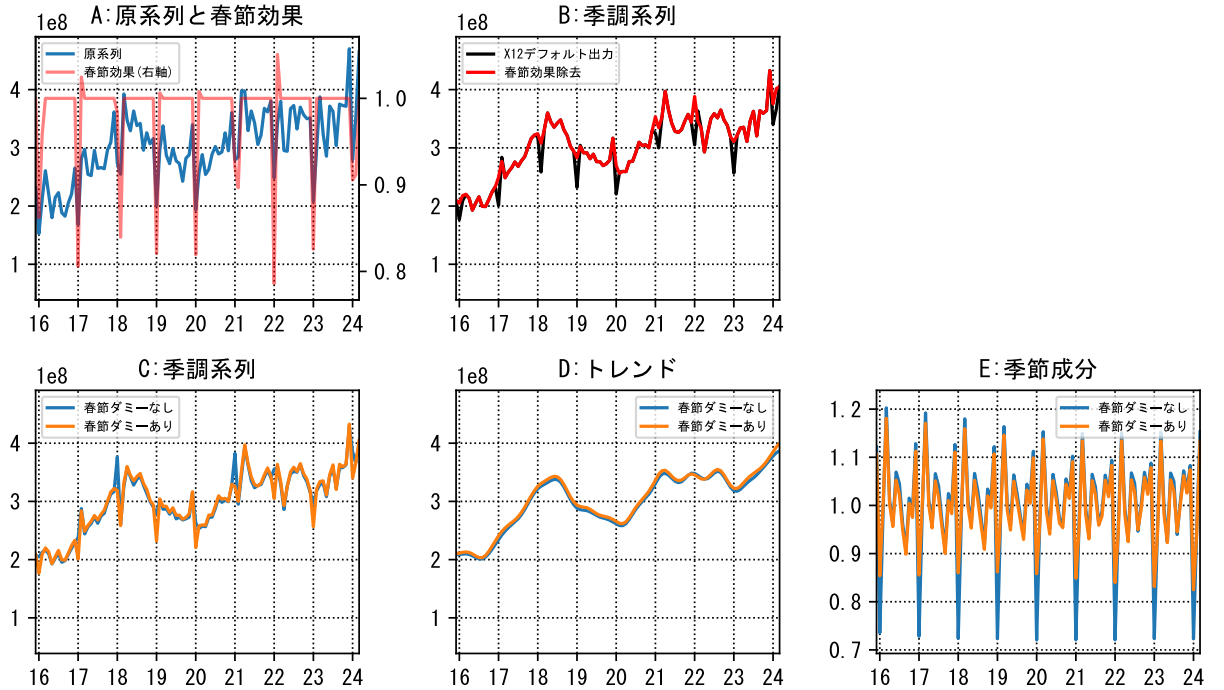 A:原系列と春節効果
1e8
原系列
春節効果(右軸)
4
3
2
1
1.0
0.9
0.8
16 17 18 19 20 21 22 23 24
B:季調系列
1e8
X12デフォルト出力
春節効果除去
4
3
2
1
16 17 18 19 20 21 22 23 24
C:季調系列
1e8
春節ダミーなし
春節ダミーあり
4
3
2
1
16 17 18 19 20 21 22 23 24
D:トレンド
1e8
春節ダミーなし
春節ダミーあり
4
3
2
1
16 17 18 19 20 21 22 23 24
E:季節成分
春節ダミーなし
春節ダミーあり
1.2
1.1
1.0
0.9
0.8
0.7
16 17 18 19 20 21 22 23 24